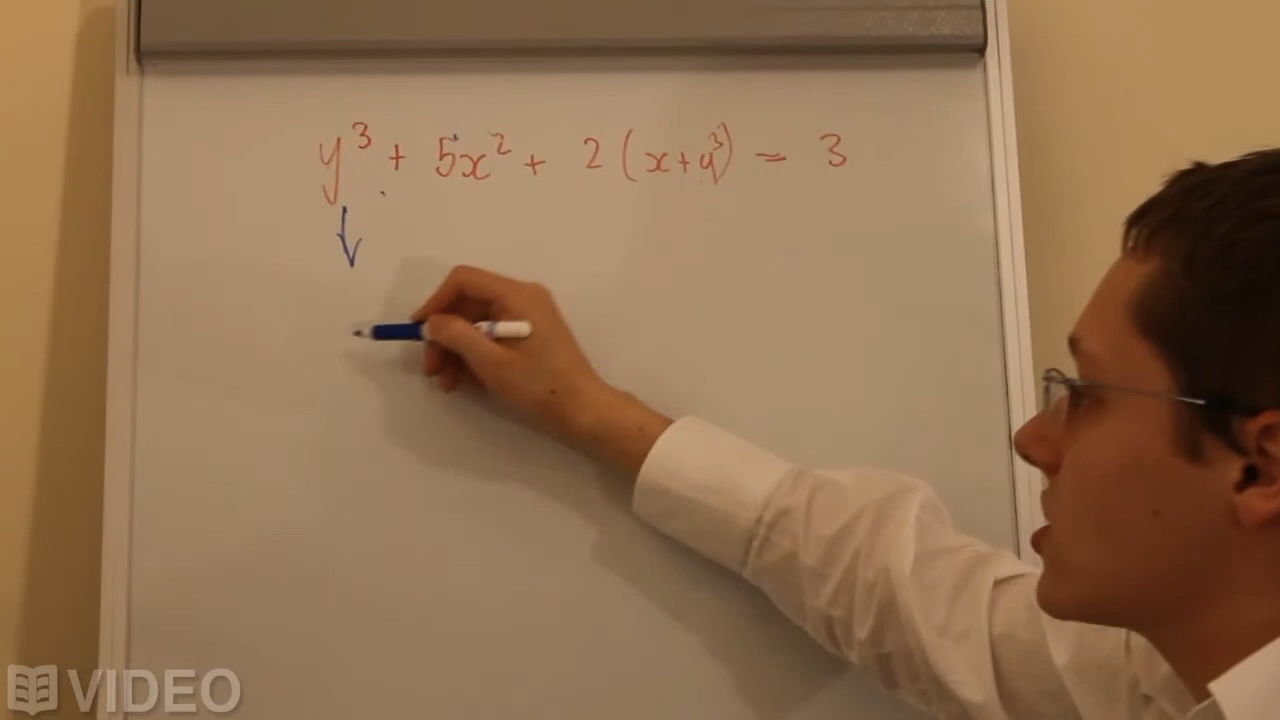 y³ + 5x² + 2 (x+y³) = 3
VIDEO